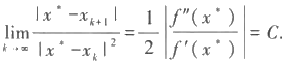 lim_{k→∞} |x* - x_{k+1}| / |x* - x_k|² = 1/2 |f''(x*) / f'(x*)| = C.